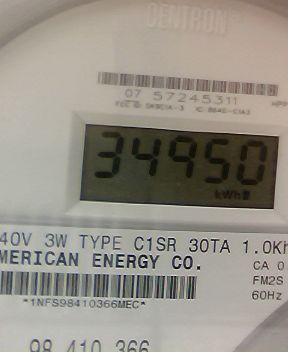 CENTRON
07 57245311
34950
kWh
40V 3W TYPE C1SR 30TA 1.0Kh
MERICAN ENERGY CO.
CA 0
FM2S
60Hz
*1NFS98410366MEC*
98 410 366